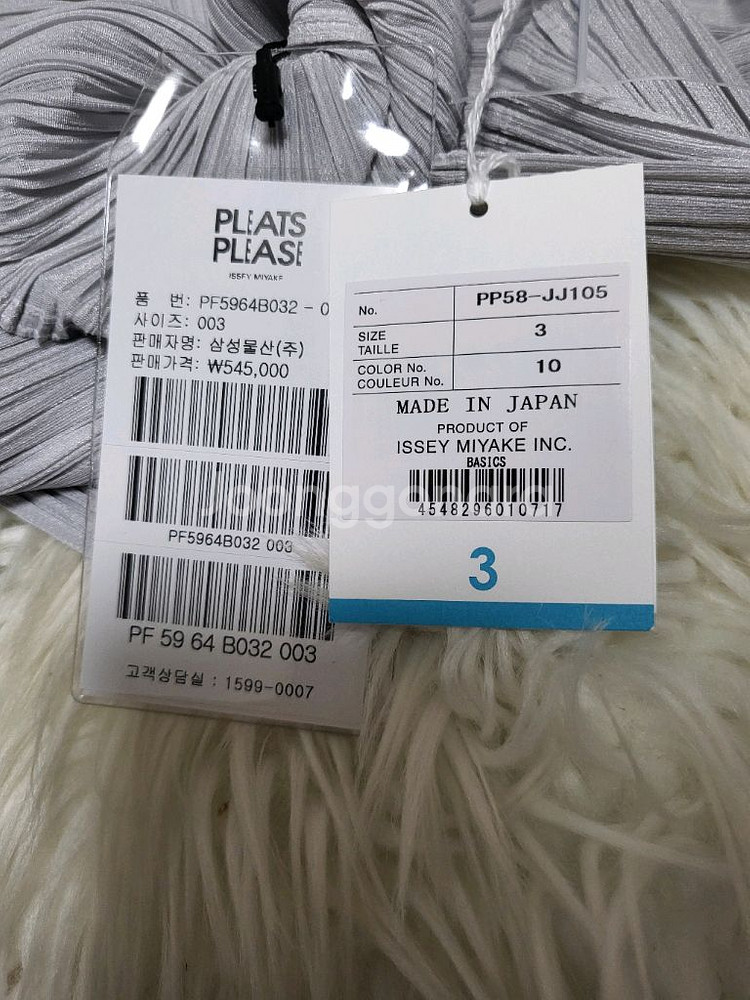 PLEATS
PLEASE
ISSEY MIYAKE
품 번: PF5964B032 - 0
사이즈: 003
판매자명: 삼성물산(주)
판매가격: ₩545,000
PF5964B032 003
PF 59 64 B032 003
고객상담실 : 1599-0007
No. PP58-JJ105
SIZE
TAILLE 3
COLOR No.
COULEUR No. 10
MADE IN JAPAN
PRODUCT OF
ISSEY MIYAKE INC.
BASICS
4548296010717
3
joonggonara